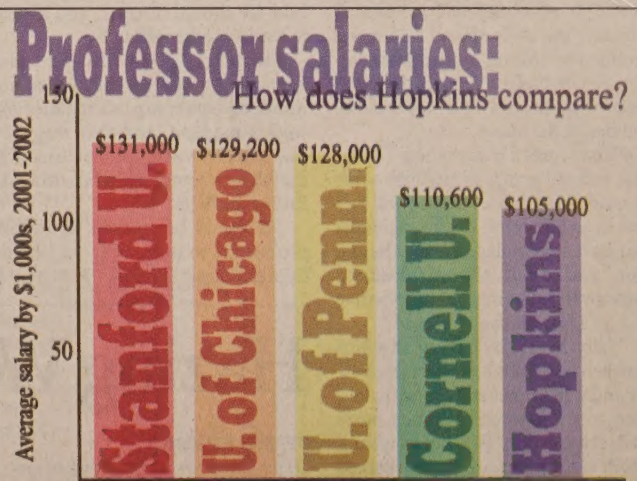 Professor salaries:
How does Hopkins compare?
Average salary by $1,000s, 2001-2002
150
100
50
$131,000
$129,200
$128,000
$110,600
$105,000
Stanford U.
U. of Chicago
U. of Penn.
Cornell U.
Hopkins